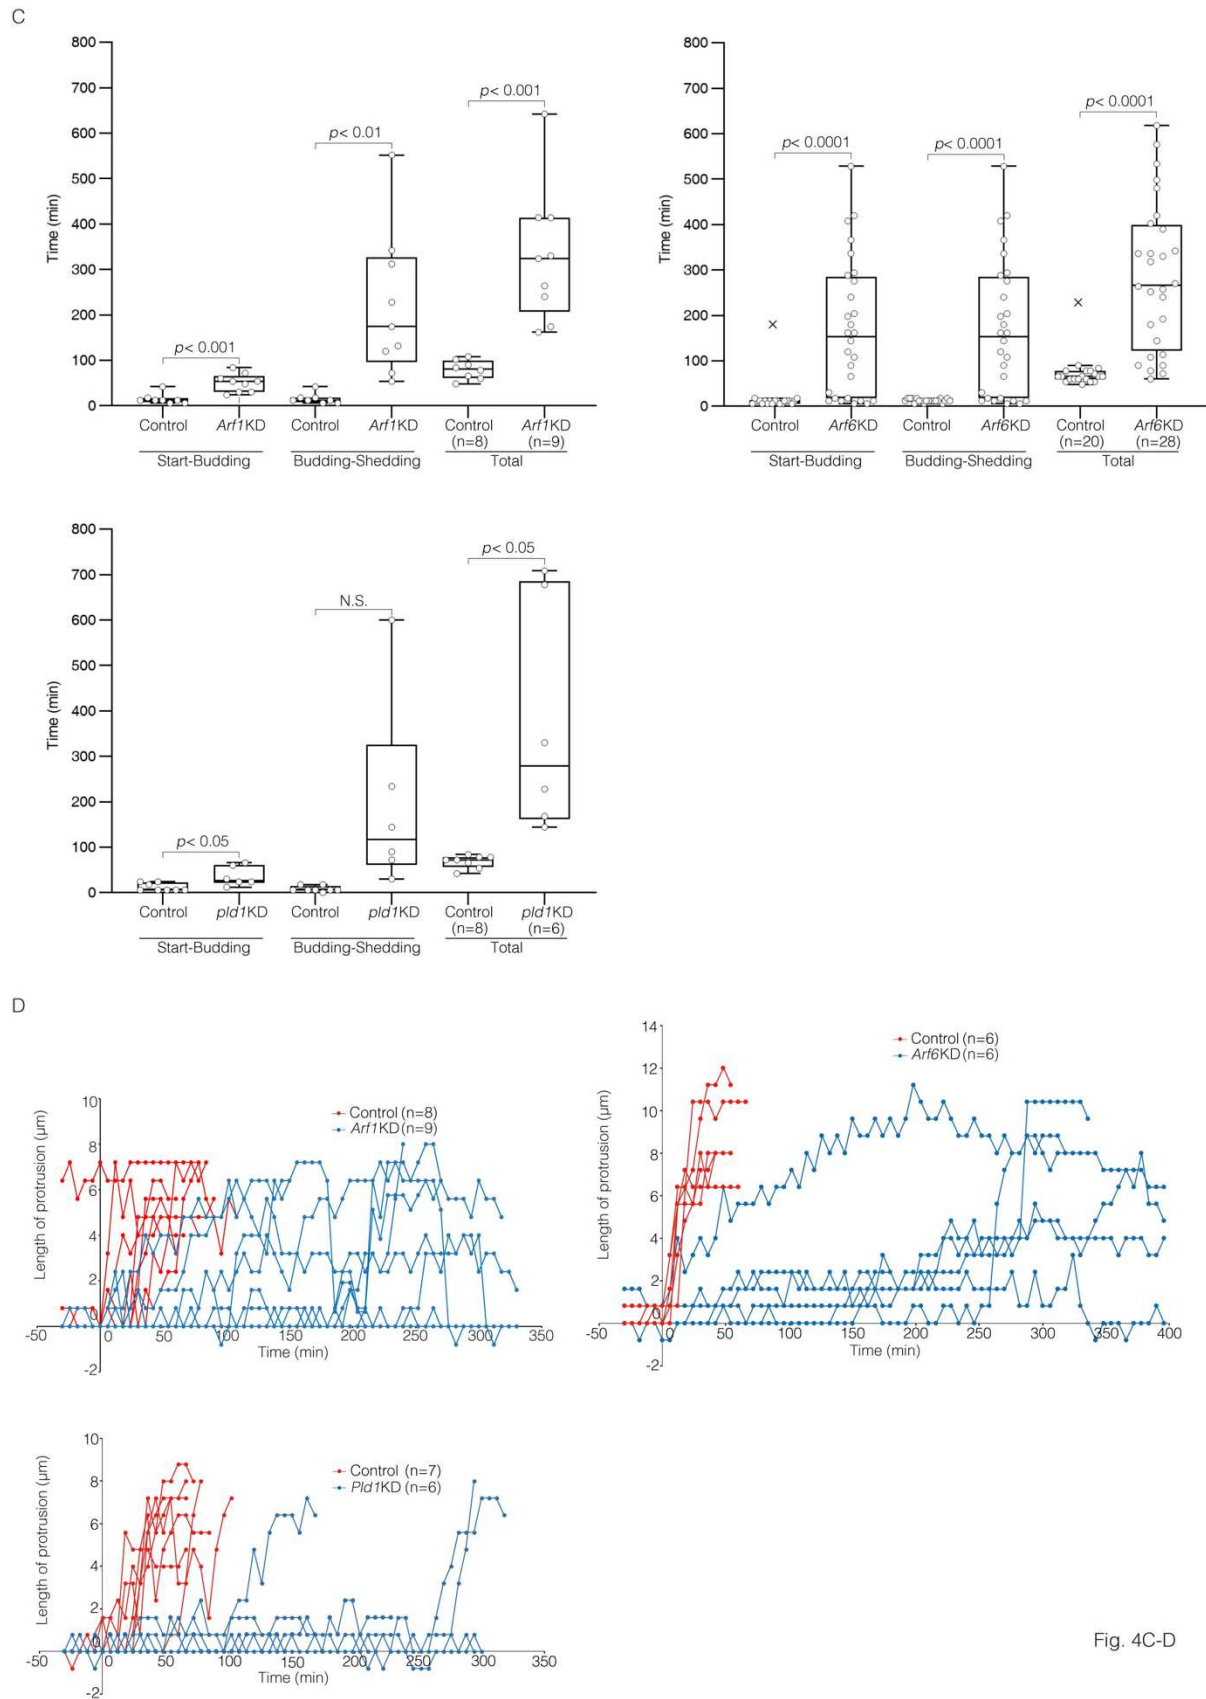 C
800
700
600
500
400
300
200
100
0
Time (min)
p< 0.001
p< 0.01
p< 0.001
Control Arf1KD Control Arf1KD Control Arf1KD
(n=8) (n=9)
Start-Budding Budding-Shedding Total
800
700
600
500
400
300
200
100
0
Time (min)
p< 0.0001
p< 0.0001
p< 0.0001
Control Arf6KD Control Arf6KD Control Arf6KD
(n=20) (n=28)
Start-Budding Budding-Shedding Total
800
700
600
500
400
300
200
100
0
Time (min)
p< 0.05
N.S.
p< 0.05
Control pld1KD Control pld1KD Control pld1KD
(n=8) (n=6)
Start-Budding Budding-Shedding Total
D
10
8
6
4
2
0
-2
Length of protrusion (μm)
Control (n=8)
Arf1KD (n=9)
-50 0 50 100 150 200 250 300 350
Time (min)
14
12
10
8
6
4
2
0
-2
Length of protrusion (μm)
Control (n=6)
Arf6KD (n=6)
-50 0 50 100 150 200 250 300 350 400
Time (min)
10
8
6
4
2
0
-2
Length of protrusion (μm)
Control (n=7)
Pld1KD (n=6)
-50 0 50 100 150 200 250 300 350
Time (min)
Fig. 4C-D